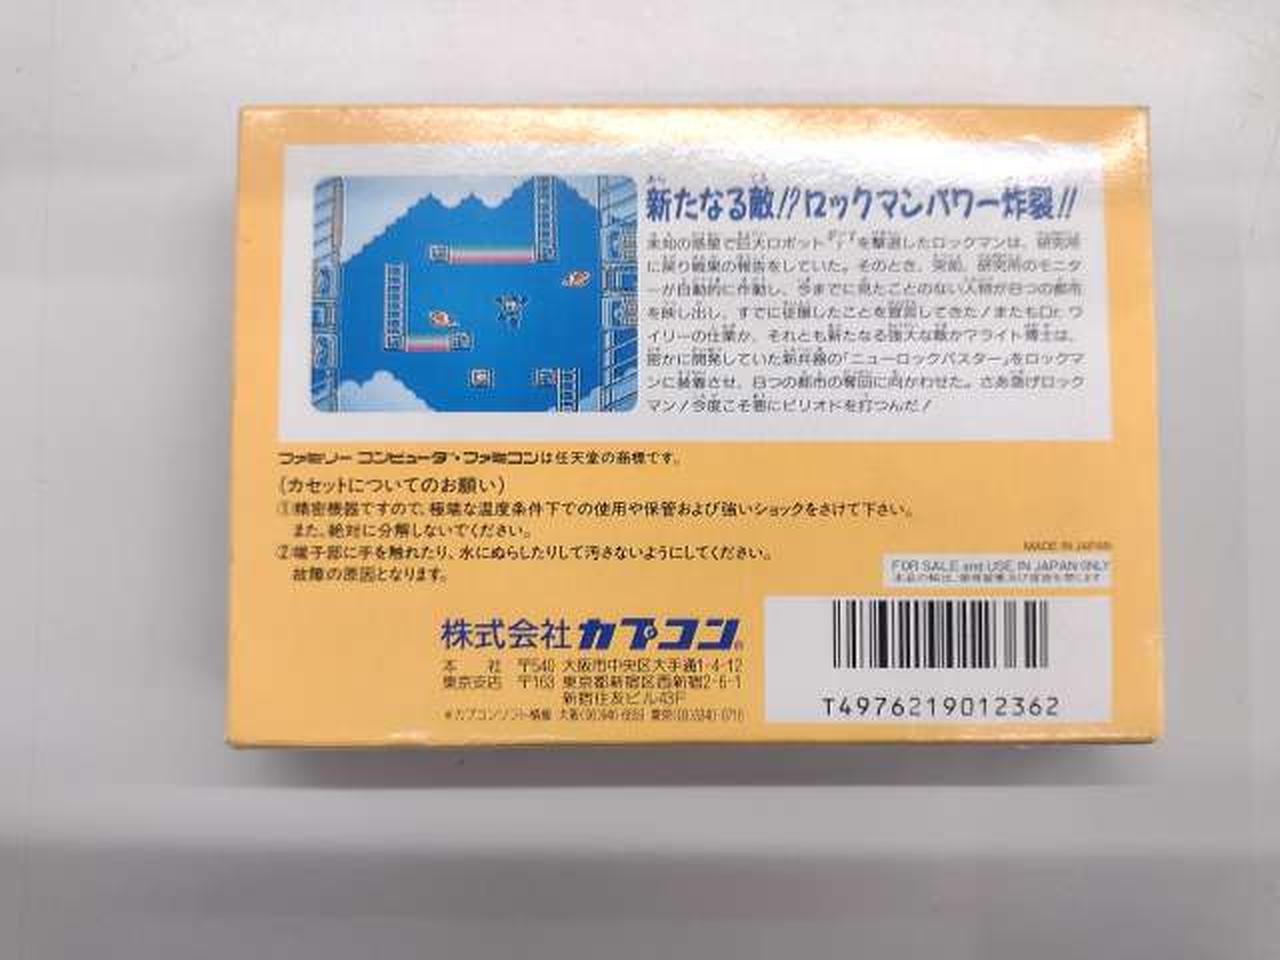 新たなる敵!?ロックマンパワー炸裂!!
未知の惑星で巨大ロボット"γ"を撃退したロックマンは、研究所
に戻り戦果の報告をしていた。そのとき、突然、研究所のモニタ
ーが自動的に作動し、今までに見たことのない人物が8つの都市
を映し出し、すでに征服したことを宣言してきた!またもDr.ワ
イリーの仕業か、それとも新たなる強大な敵か?ライト博士は、
密かに開発していた新兵器の「ニューロックバスター」をロックマ
ンに装着させ、8つの都市の奪回に向かわせた。さあ急げロック
マン!今度こそ悪にピリオドを打つんだ!
ファミリー コンピュータ・ファミコンは任天堂の商標です。
(カセットについてのお願い)
①精密機器ですので、極端な温度条件下での使用や保管および強いショックをさけて下さい。
また、絶対に分解しないでください。
②端子部に手を触れたり、水にぬらしたりして汚さないようにしてください。
故障の原因となります。
MADE IN JAPAN
FOR SALE and USE IN JAPAN ONLY
株式会社カプコン®
本 社 〒540 大阪市中央区大手通1-4-12
東京支店 〒163 東京都新宿区西新宿2-6-1
新宿住友ビル43F
T4976219012362